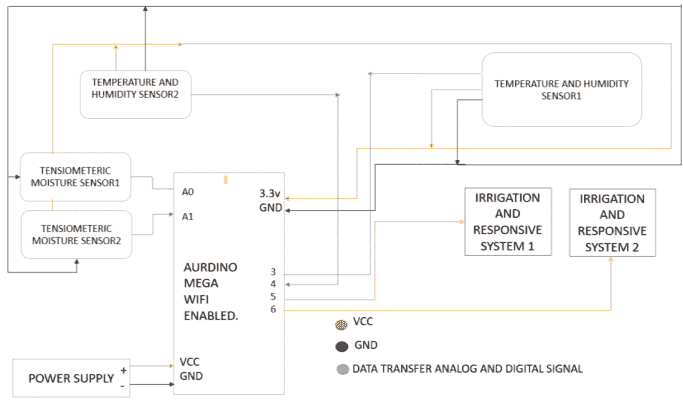 TEMPERATURE AND
HUMIDITY SENSOR2
TEMPERATURE AND HUMIDITY
SENSOR1
TENSIOMETERIC
MOISTURE SENSOR1
TENSIOMETERIC
MOISTURE SENSOR2
A0
A1
3.3v
GND
AURDINO
MEGA
WIFI
ENABLED.
3
4
5
6
VCC
GND
IRRIGATION
AND
RESPONSIVE
SYSTEM 1
IRRIGATION
AND
RESPONSIVE
SYSTEM 2
POWER SUPPLY
+
-
VCC
GND
DATA TRANSFER ANALOG AND DIGITAL SIGNAL